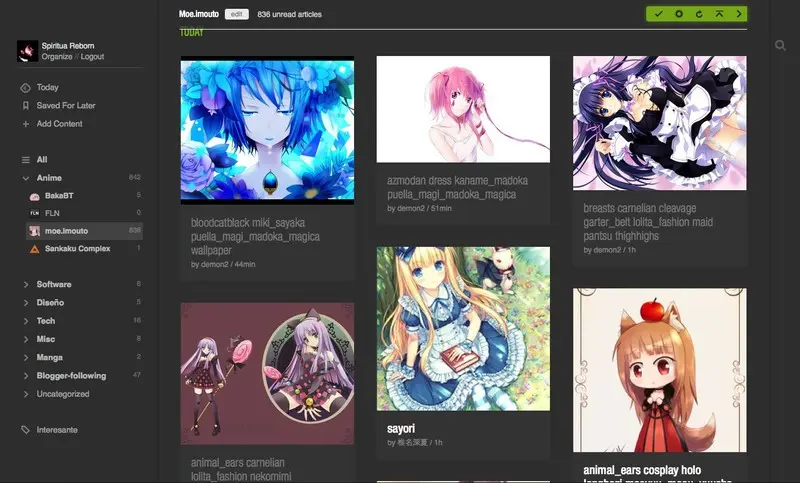 Spiritua Reborn
Organize // Logout
Today
Saved For Later
Add Content
All
Anime 842
BakaBT 5
FLN 0
moe.imouto 836
Sankaku Complex 1
Software 6
Diseño 5
Tech 18
Misc 8
Manga 2
Blogger-following 47
Uncategorized
Interesante
Moe.imouto edit 836 unread articles
TODAY
bloodcatblack miki_sayaka
puella_magi_madoka_magica
wallpaper
by demon2 / 44min
animal_ears carnelian
lolita_fashion nekomimi
azmodan dress kaname_madoka
puella_magi_madoka_magica
by demon2 / 51min
sayori
by 椎名深夏 / 1h
breasts carnelian cleavage
garter_belt lolita_fashion maid
pantsu thighhighs
by demon2 / 1h
animal_ears cosplay holo